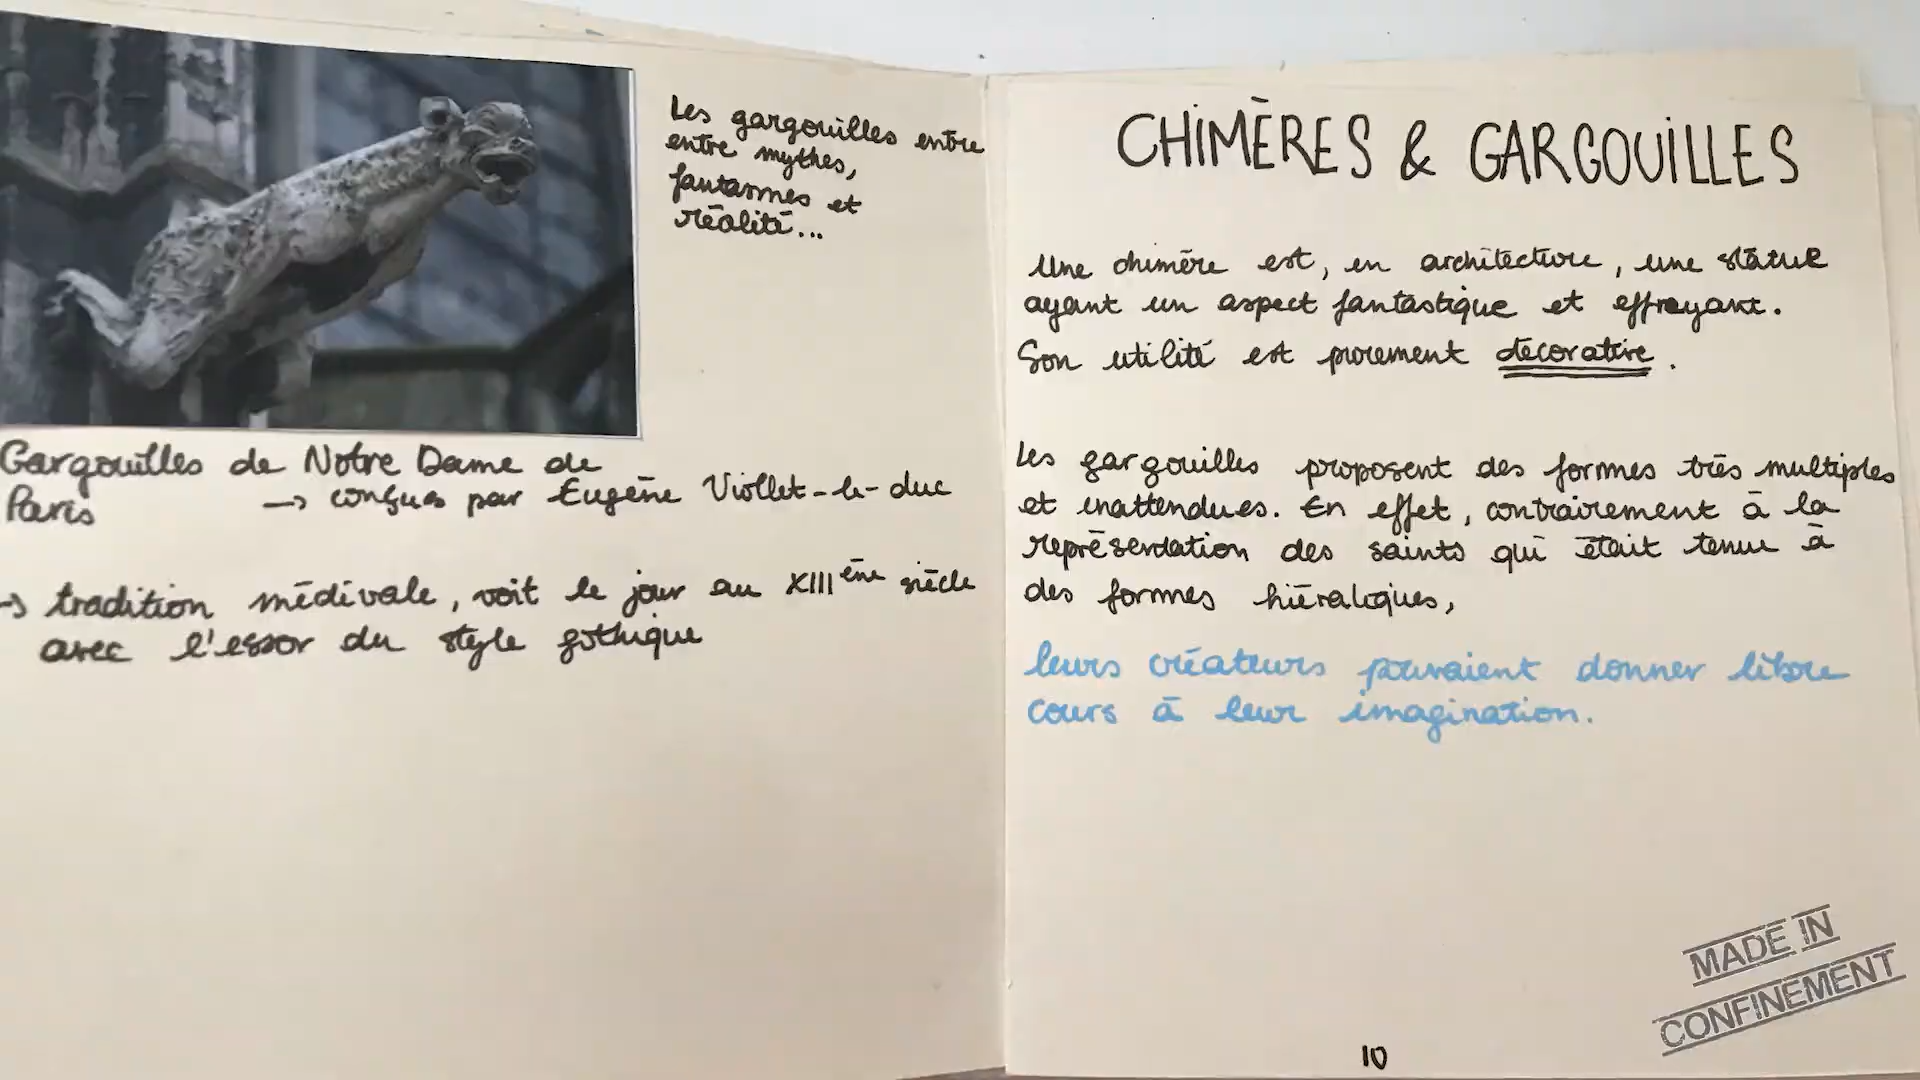 Les gargouilles entre
entre mythes,
fantasmes et
réalité...
Gargouilles de Notre Dame de
Paris
→ conçues par Eugène Viollet-le-duc
→ tradition médivale, voit le jour au XIIIème siècle
avec l'essor du style gothique
CHIMÈRES & GARGOUILLES
Une chimère est, en architecture, une statue
ayant un aspect fantastique et effrayant.
Son utilité est purement décorative.
Les gargouilles proposent des formes très multiples
et inattendues. En effet, contrairement à la
représentation des saints qui était tenue à
des formes hiératiques,
leurs créateurs pouvaient donner libre
cours à leur imagination.
10
MADE IN
CONFINEMENT